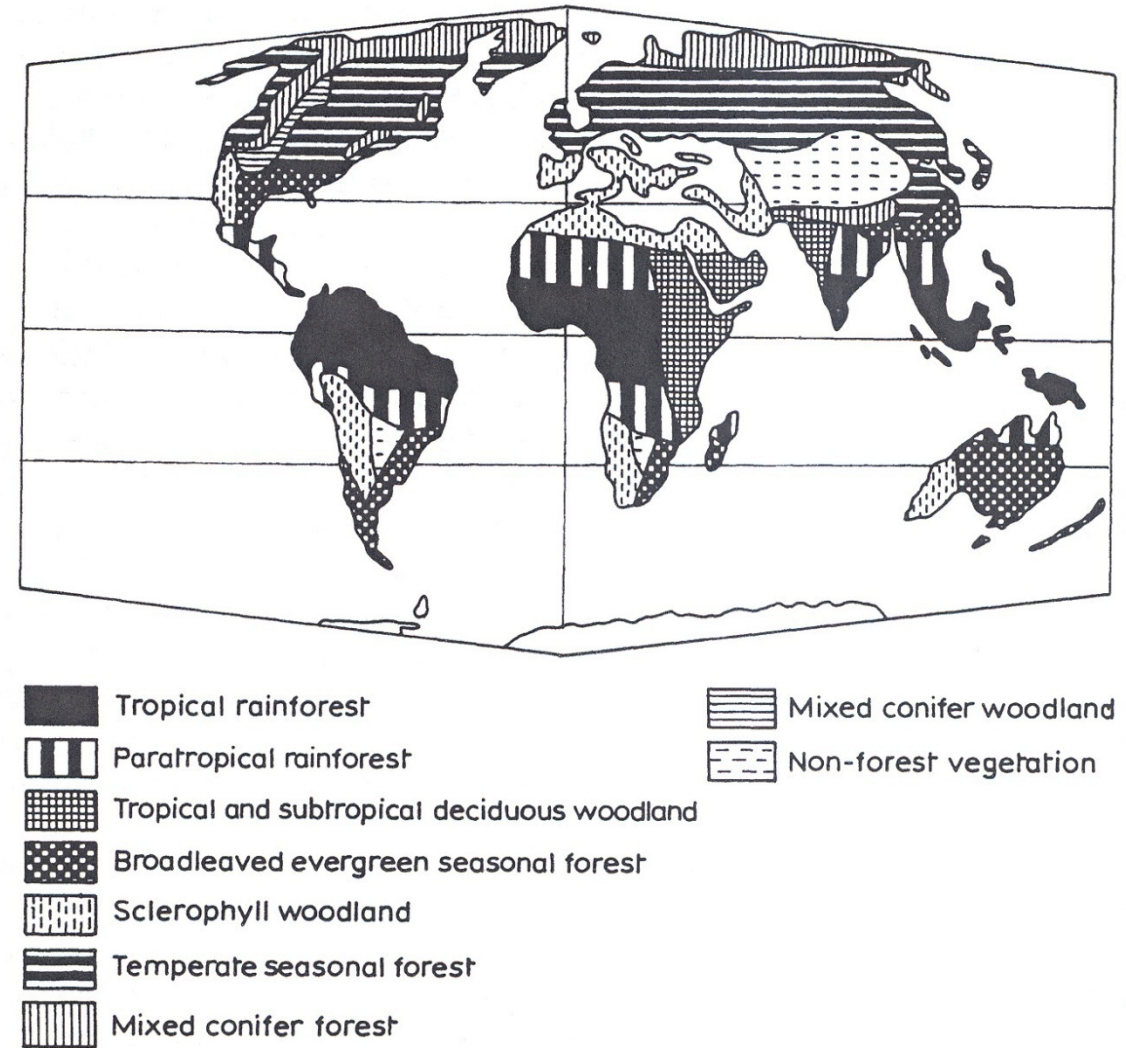 Tropical rainforest
Paratropical rainforest
Tropical and subtropical deciduous woodland
Broadleaved evergreen seasonal forest
Sclerophyll woodland
Temperate seasonal forest
Mixed conifer forest
Mixed conifer woodland
Non-forest vegetation